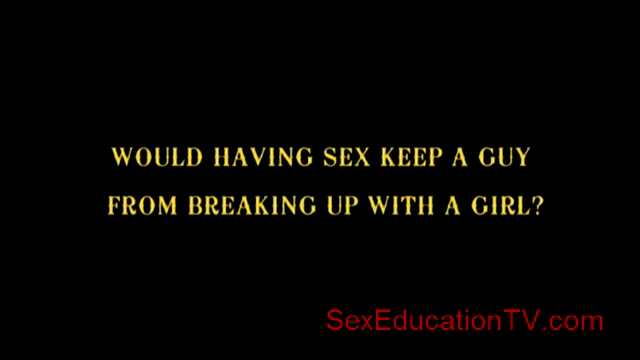 WOULD HAVING SEX KEEP A GUY
FROM BREAKING UP WITH A GIRL?
SexEducationTV.com